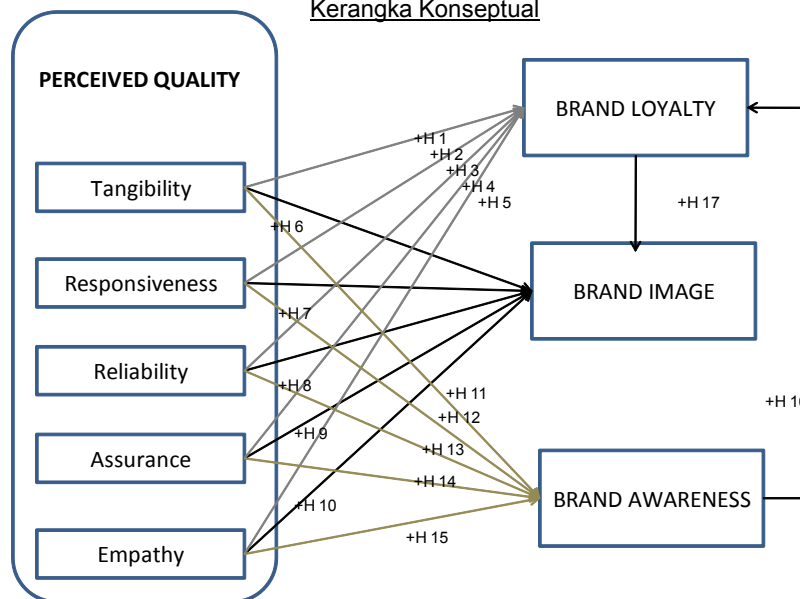 Kerangka Konseptual
PERCEIVED QUALITY
BRAND LOYALTY
+H 1
+H 2
+H 3
+H 4
+H 5
Tangibility
+H 17
+H 6
Responsiveness
BRAND IMAGE
+H 7
Reliability
+H 8
+H 11
+H 12
+H 9
+H 13
Assurance
+H 14
BRAND AWARENESS
+H 10
+H 15
Empathy